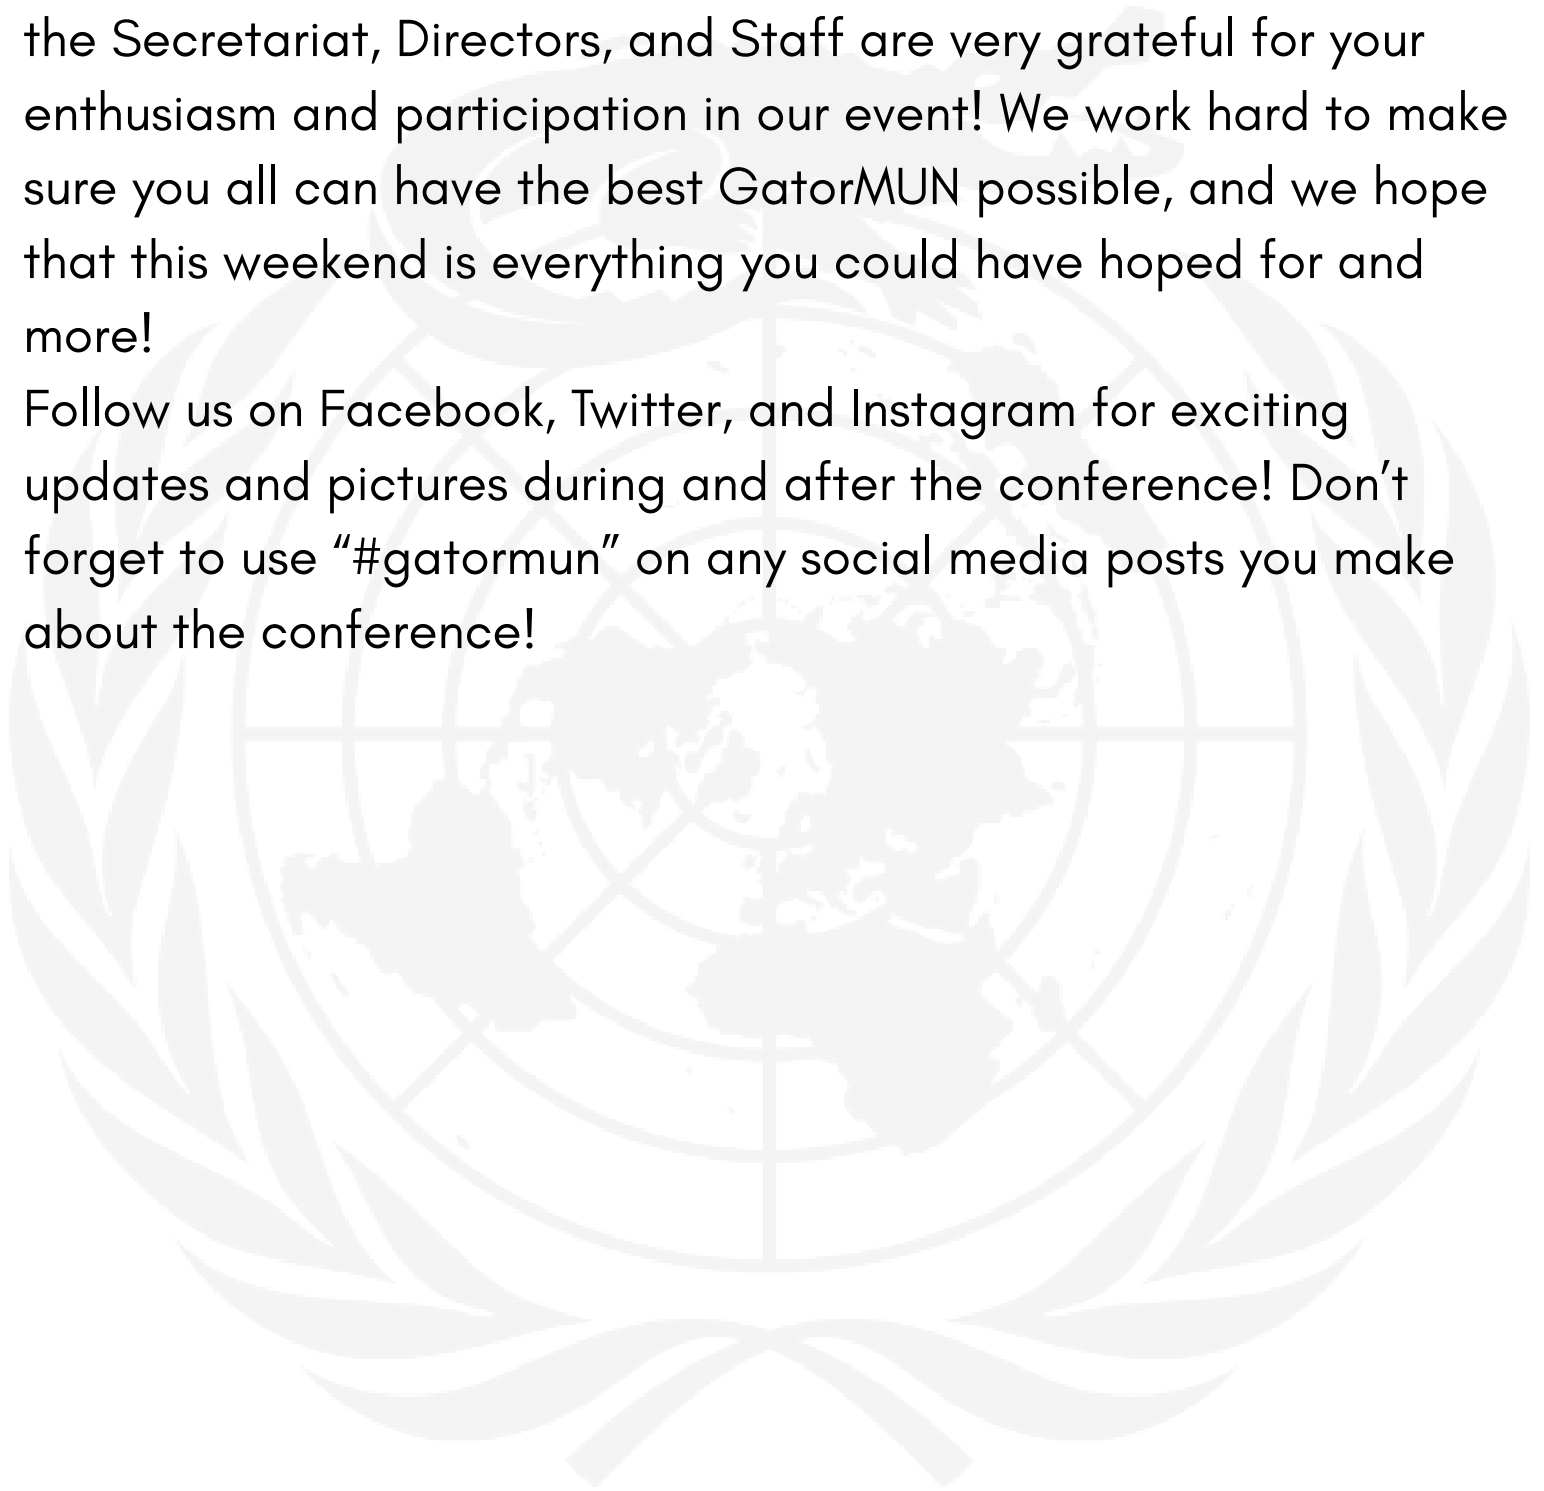 the Secretariat, Directors, and Staff are very grateful for your
enthusiasm and participation in our event! We work hard to make
sure you all can have the best GatorMUN possible, and we hope
that this weekend is everything you could have hoped for and
more!
Follow us on Facebook, Twitter, and Instagram for exciting
updates and pictures during and after the conference! Don’t
forget to use “#gatormun” on any social media posts you make
about the conference!